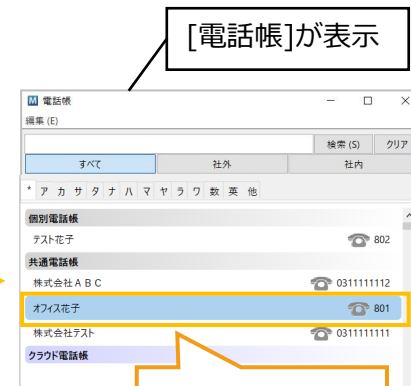 [電話帳]が表示
M 電話帳
編集 (E)
検索 (S) クリア
すべて 社外 社内
* ア カ サ タ ナ ハ マ ヤ ラ ワ 数 英 他
個別電話帳
テスト花子 802
共通電話帳
株式会社ＡＢＣ 0311111112
オフィス花子 801
株式会社テスト 0311111111
クラウド電話帳